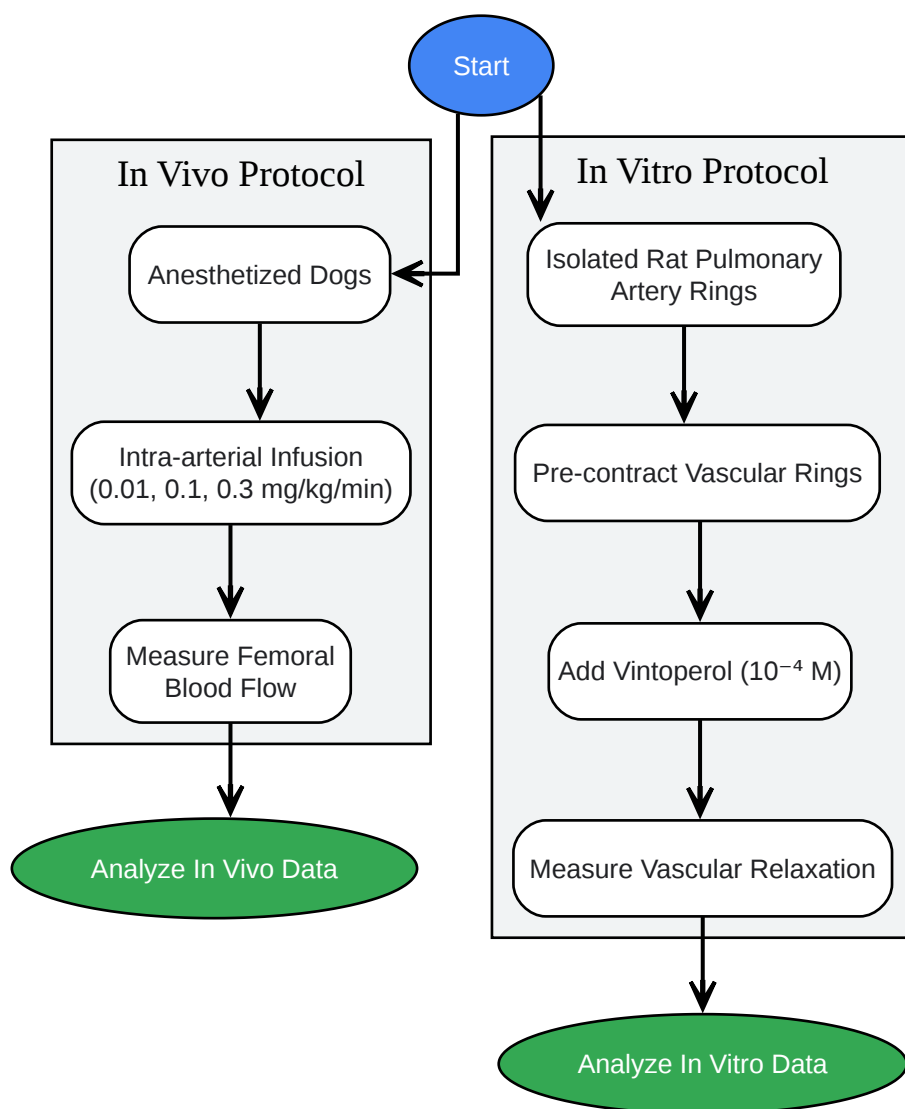 Start
In Vivo Protocol
Anesthetized Dogs
Intra-arterial Infusion
(0.01, 0.1, 0.3 mg/kg/min)
Measure Femoral
Blood Flow
Analyze In Vivo Data
In Vitro Protocol
Isolated Rat Pulmonary
Artery Rings
Pre-contract Vascular Rings
Add Vintoperol (10⁻⁴ M)
Measure Vascular Relaxation
Analyze In Vitro Data